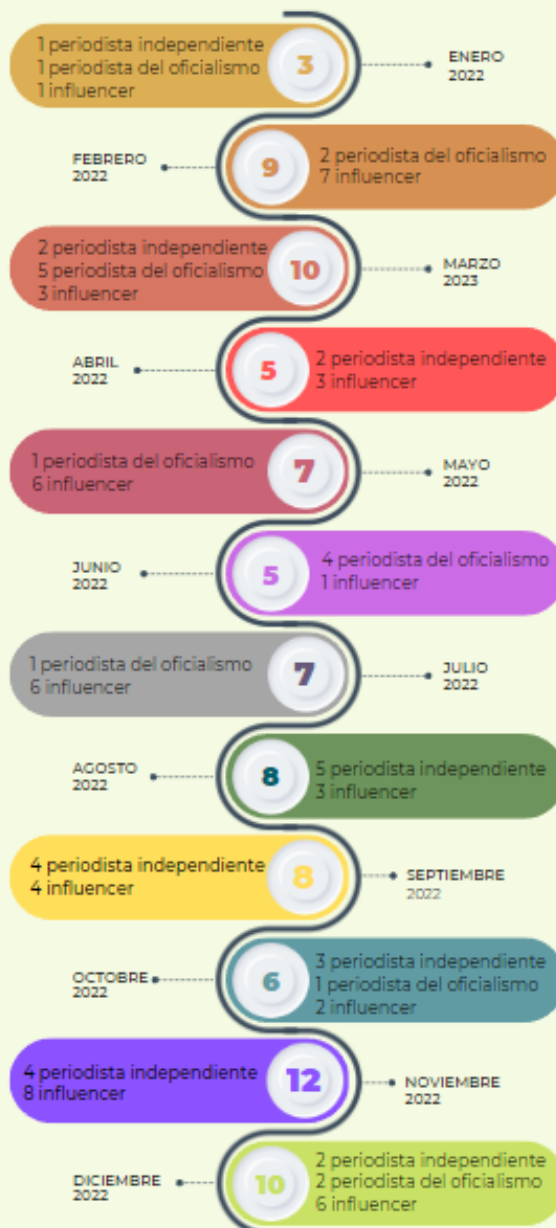 1 periodista independiente
1 periodista del oficialismo
1 influencer
3
ENERO
2022
FEBRERO
2022
9
2 periodista del oficialismo
7 influencer
2 periodista independiente
5 periodista del oficialismo
3 influencer
10
MARZO
2023
ABRIL
2022
5
2 periodista independiente
3 influencer
1 periodista del oficialismo
6 influencer
7
MAYO
2022
JUNIO
2022
5
4 periodista del oficialismo
1 influencer
1 periodista del oficialismo
6 influencer
7
JULIO
2022
AGOSTO
2022
8
5 periodista independiente
3 influencer
4 periodista independiente
4 influencer
8
SEPTIEMBRE
2022
OCTOBRE
2022
6
3 periodista independiente
1 periodista del oficialismo
2 influencer
4 periodista independiente
8 influencer
12
NOVIEMBRE
2022
DICIEMBRE
2022
10
2 periodista independiente
2 periodista del oficialismo
6 influencer